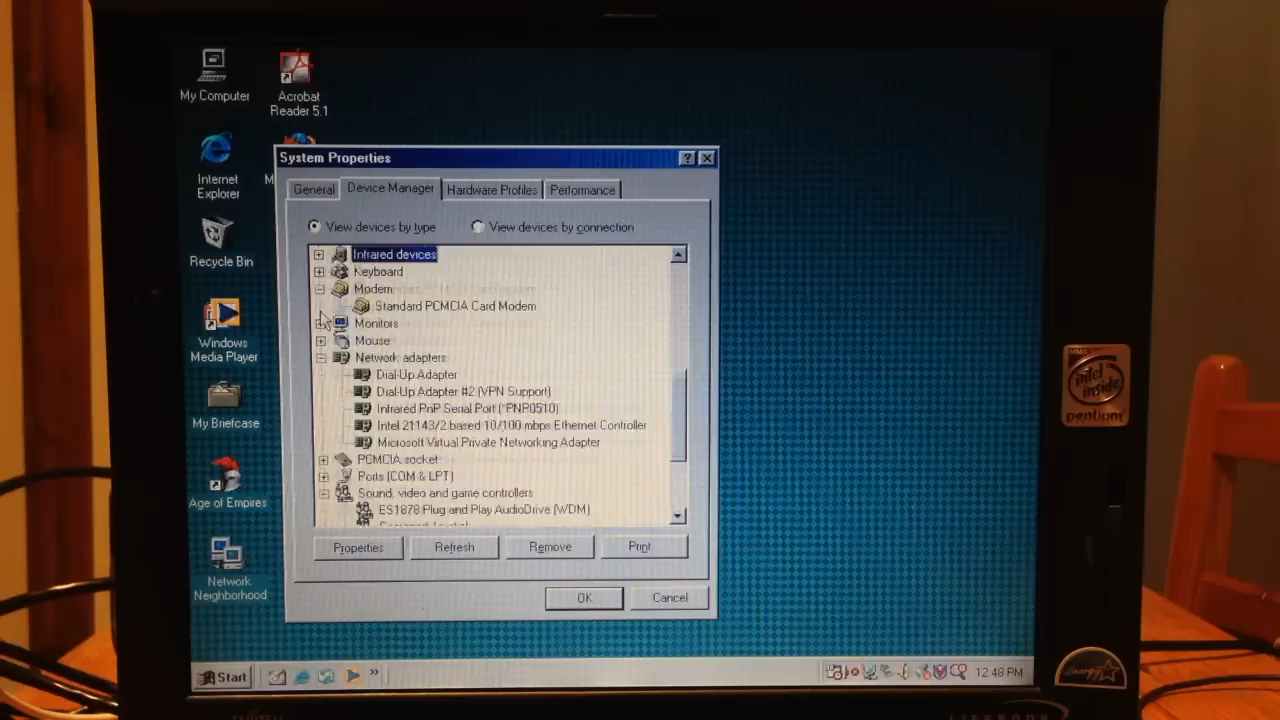 My Computer
Acrobat
Reader 5.1
Internet
Explorer
M
Recycle Bin
Windows
Media Player
My Briefcase
Age of Empires
Network
Neighborhood
System Properties
General
Device Manager
Hardware Profiles
Performance
View devices by type
View devices by connection
Infrared devices
Keyboard
Modem
Standard PCMCIA Card Modem
Monitors
Mouse
Network adapters
Dial-Up Adapter
Dial-Up Adapter #2 (VPN Support)
Infrared PnP Serial Port (*PNP0510)
Intel 21143/2 based 10/100 mbps Ethernet Controller
Microsoft Virtual Private Networking Adapter
PCMCIA socket
Ports (COM & LPT)
Sound, video and game controllers
ES1878 Plug and Play AudioDrive (WDM)
Properties
Refresh
Remove
Print
OK
Cancel
Start
12:48 PM
MMX
intel
inside
pentium
energy
FUJITSU
LIFEBOOK